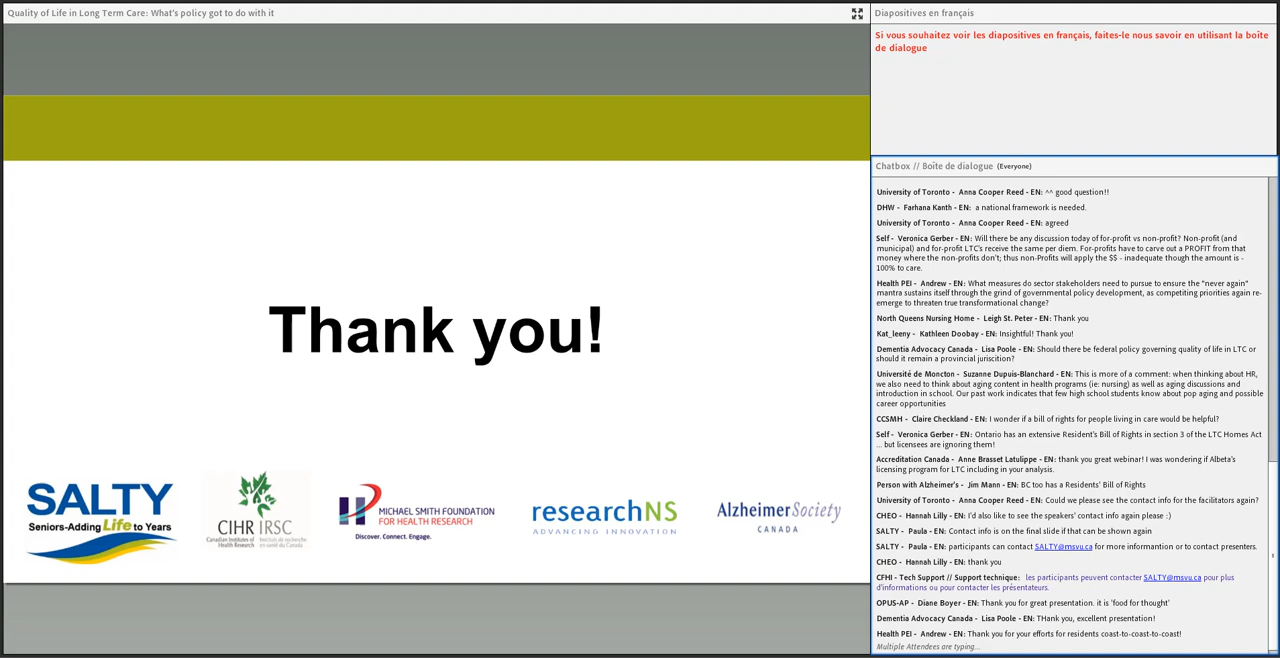 Quality of Life in Long Term Care: What's policy got to do with it
Thank you!
SALTY
Seniors-Adding Life to Years
CIHR IRSC
Canadian Institutes of Health Research
Instituts de recherche en santé du Canada
MICHAEL SMITH FOUNDATION
FOR HEALTH RESEARCH
Discover. Connect. Engage.
researchNS
ADVANCING INNOVATION
Alzheimer Society
CANADA
Diapositives en français
Si vous souhaitez voir les diapositives en français, faites-le nous savoir en utilisant la boîte
de dialogue
Chatbox // Boîte de dialogue (Everyone)
University of Toronto - Anna Cooper Reed - EN: ^^ good question!!
DHW - Farhana Kanth - EN: a national framework is needed.
University of Toronto - Anna Cooper Reed - EN: agreed
Self - Veronica Gerber - EN: Will there be any discussion today of for-profit vs non-profit? Non-profit (and
municipal) and for-profit LTC's receive the same per diem. For-profits have to carve out a PROFIT from that
money where the non-profits don't; thus non-Profits will apply the $$ - inadequate though the amount is -
100% to care.
Health PEI - Andrew - EN: What measures do sector stakeholders need to pursue to ensure the "never again"
mantra sustains itself through the grind of governmental policy development, as competiting priorities again re-
emerge to threaten true transformational change?
North Queens Nursing Home - Leigh St. Peter - EN: Thank you
Kat_leeny - Kathleen Doobay - EN: Insightful! Thank you!
Dementia Advocacy Canada - Lisa Poole - EN: Should there be federal policy governing quality of life in LTC or
should it remain a provincial juriscition?
Université de Moncton - Suzanne Dupuis-Blanchard - EN: This is more of a comment: when thinking about HR,
we also need to think about aging content in health programs (ie: nursing) as well as aging discussions and
introduction in school. Our past work indicates that few high school students know about pop aging and possible
career opportunities
CCSMH - Claire Checkland - EN: I wonder if a bill of rights for people living in care would be helpful?
Self - Veronica Gerber - EN: Ontario has an extensive Resident's Bill of Rights in section 3 of the LTC Homes Act
... but licensees are ignoring them!
Accreditation Canada - Anne Brasset Latulippe - EN: thank you great webinar! I was wondering if Albeta's
licensing program for LTC including in your analysis.
Person with Alzheimer's - Jim Mann - EN: BC too has a Residents' Bill of Rights
University of Toronto - Anna Cooper Reed - EN: Could we please see the contact info for the facilitators again?
CHEO - Hannah Lilly - EN: I'd also like to see the speakers' contact info again please :)
SALTY - Paula - EN: Contact info is on the final slide if that can be shown again
SALTY - Paula - EN: participants can contact SALTY@msvu.ca for more informantion or to contact presenters.
CHEO - Hannah Lilly - EN: thank you
CFHI - Tech Support // Support technique: les participants peuvent contacter SALTY@msvu.ca pour plus
d'informations ou pour contacter les présentateurs.
OPUS-AP - Diane Boyer - EN: Thank you for great presentation. it is 'food for thought'
Dementia Advocacy Canada - Lisa Poole - EN: THank you, excellent presentation!
Health PEI - Andrew - EN: Thank you for your efforts for residents coast-to-coast-to-coast!
Multiple Attendees are typing...